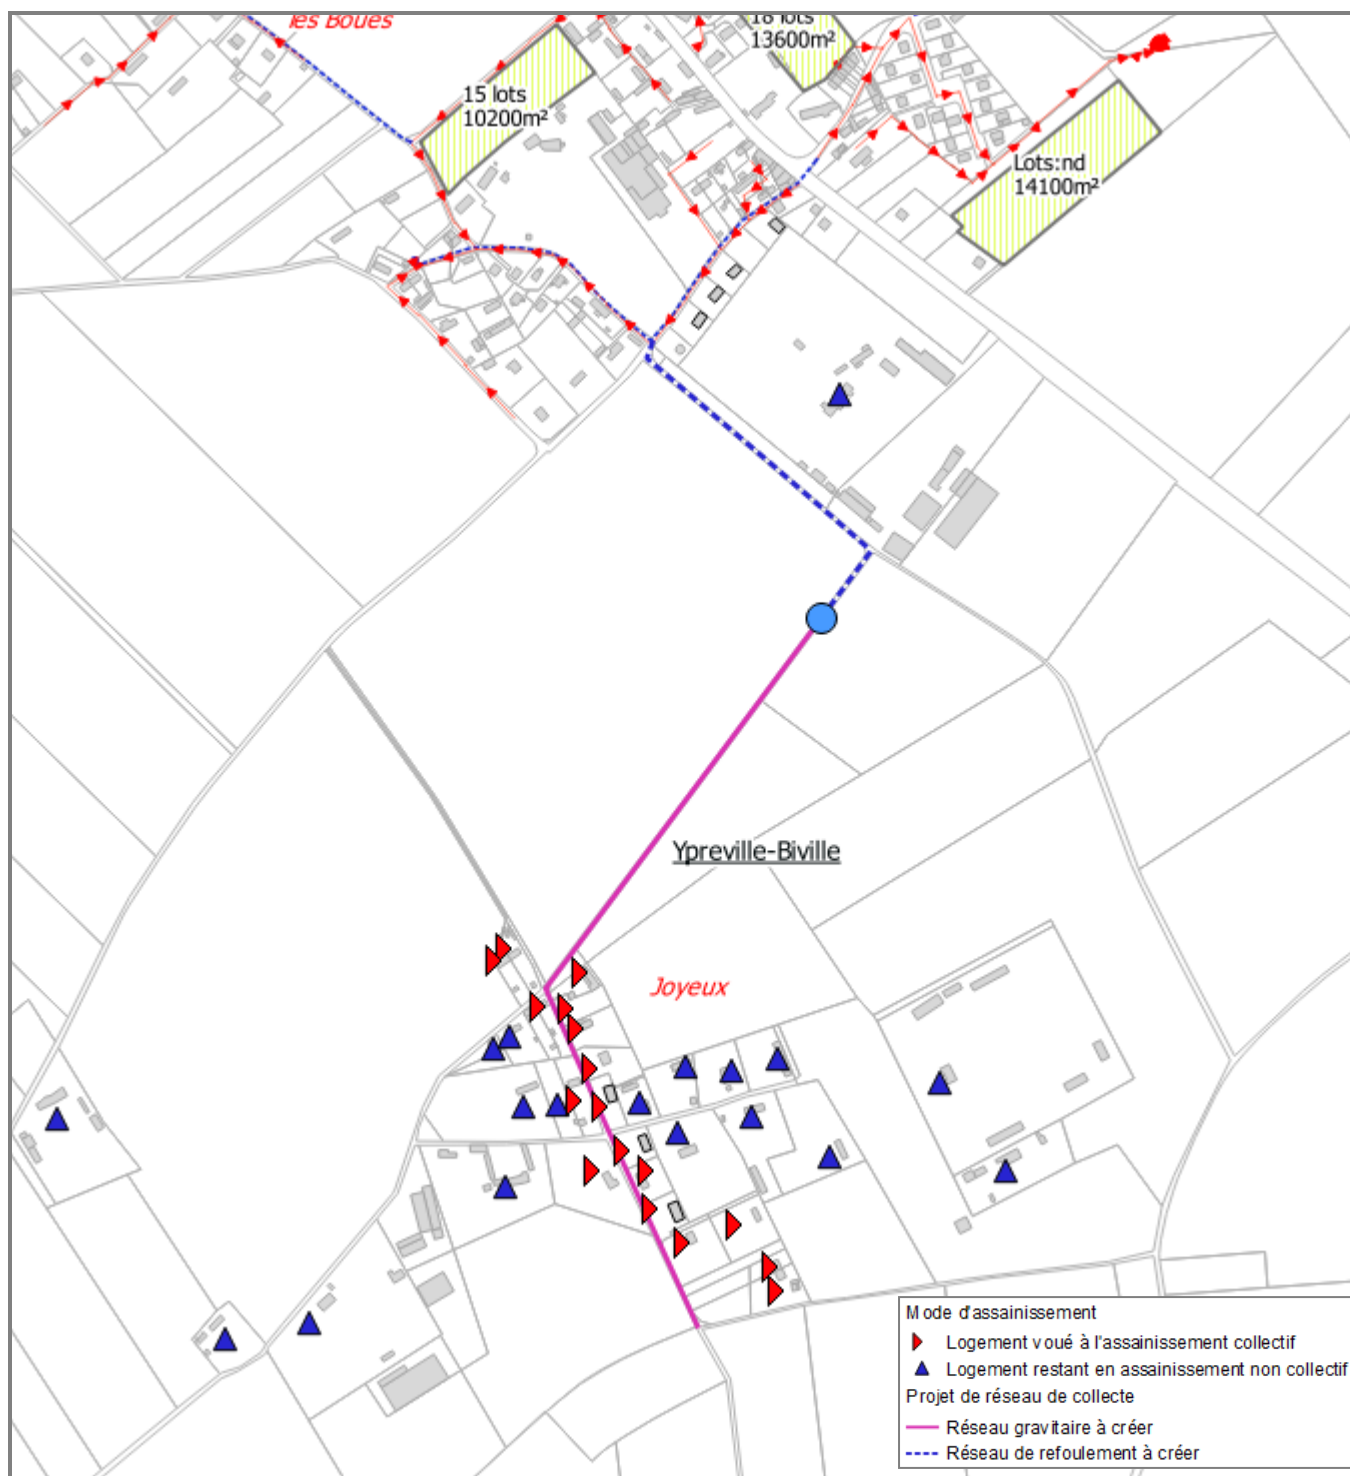 les Boues
18 lots
13600m²
15 lots
10200m²
Lots:nd
14100m²
Ypreville-Biville
Joyeux
Mode d'assainissement
Logement voué à l'assainissement collectif
Logement restant en assainissement non collectif
Projet de réseau de collecte
Réseau gravitaire à créer
Réseau de refoulement à créer